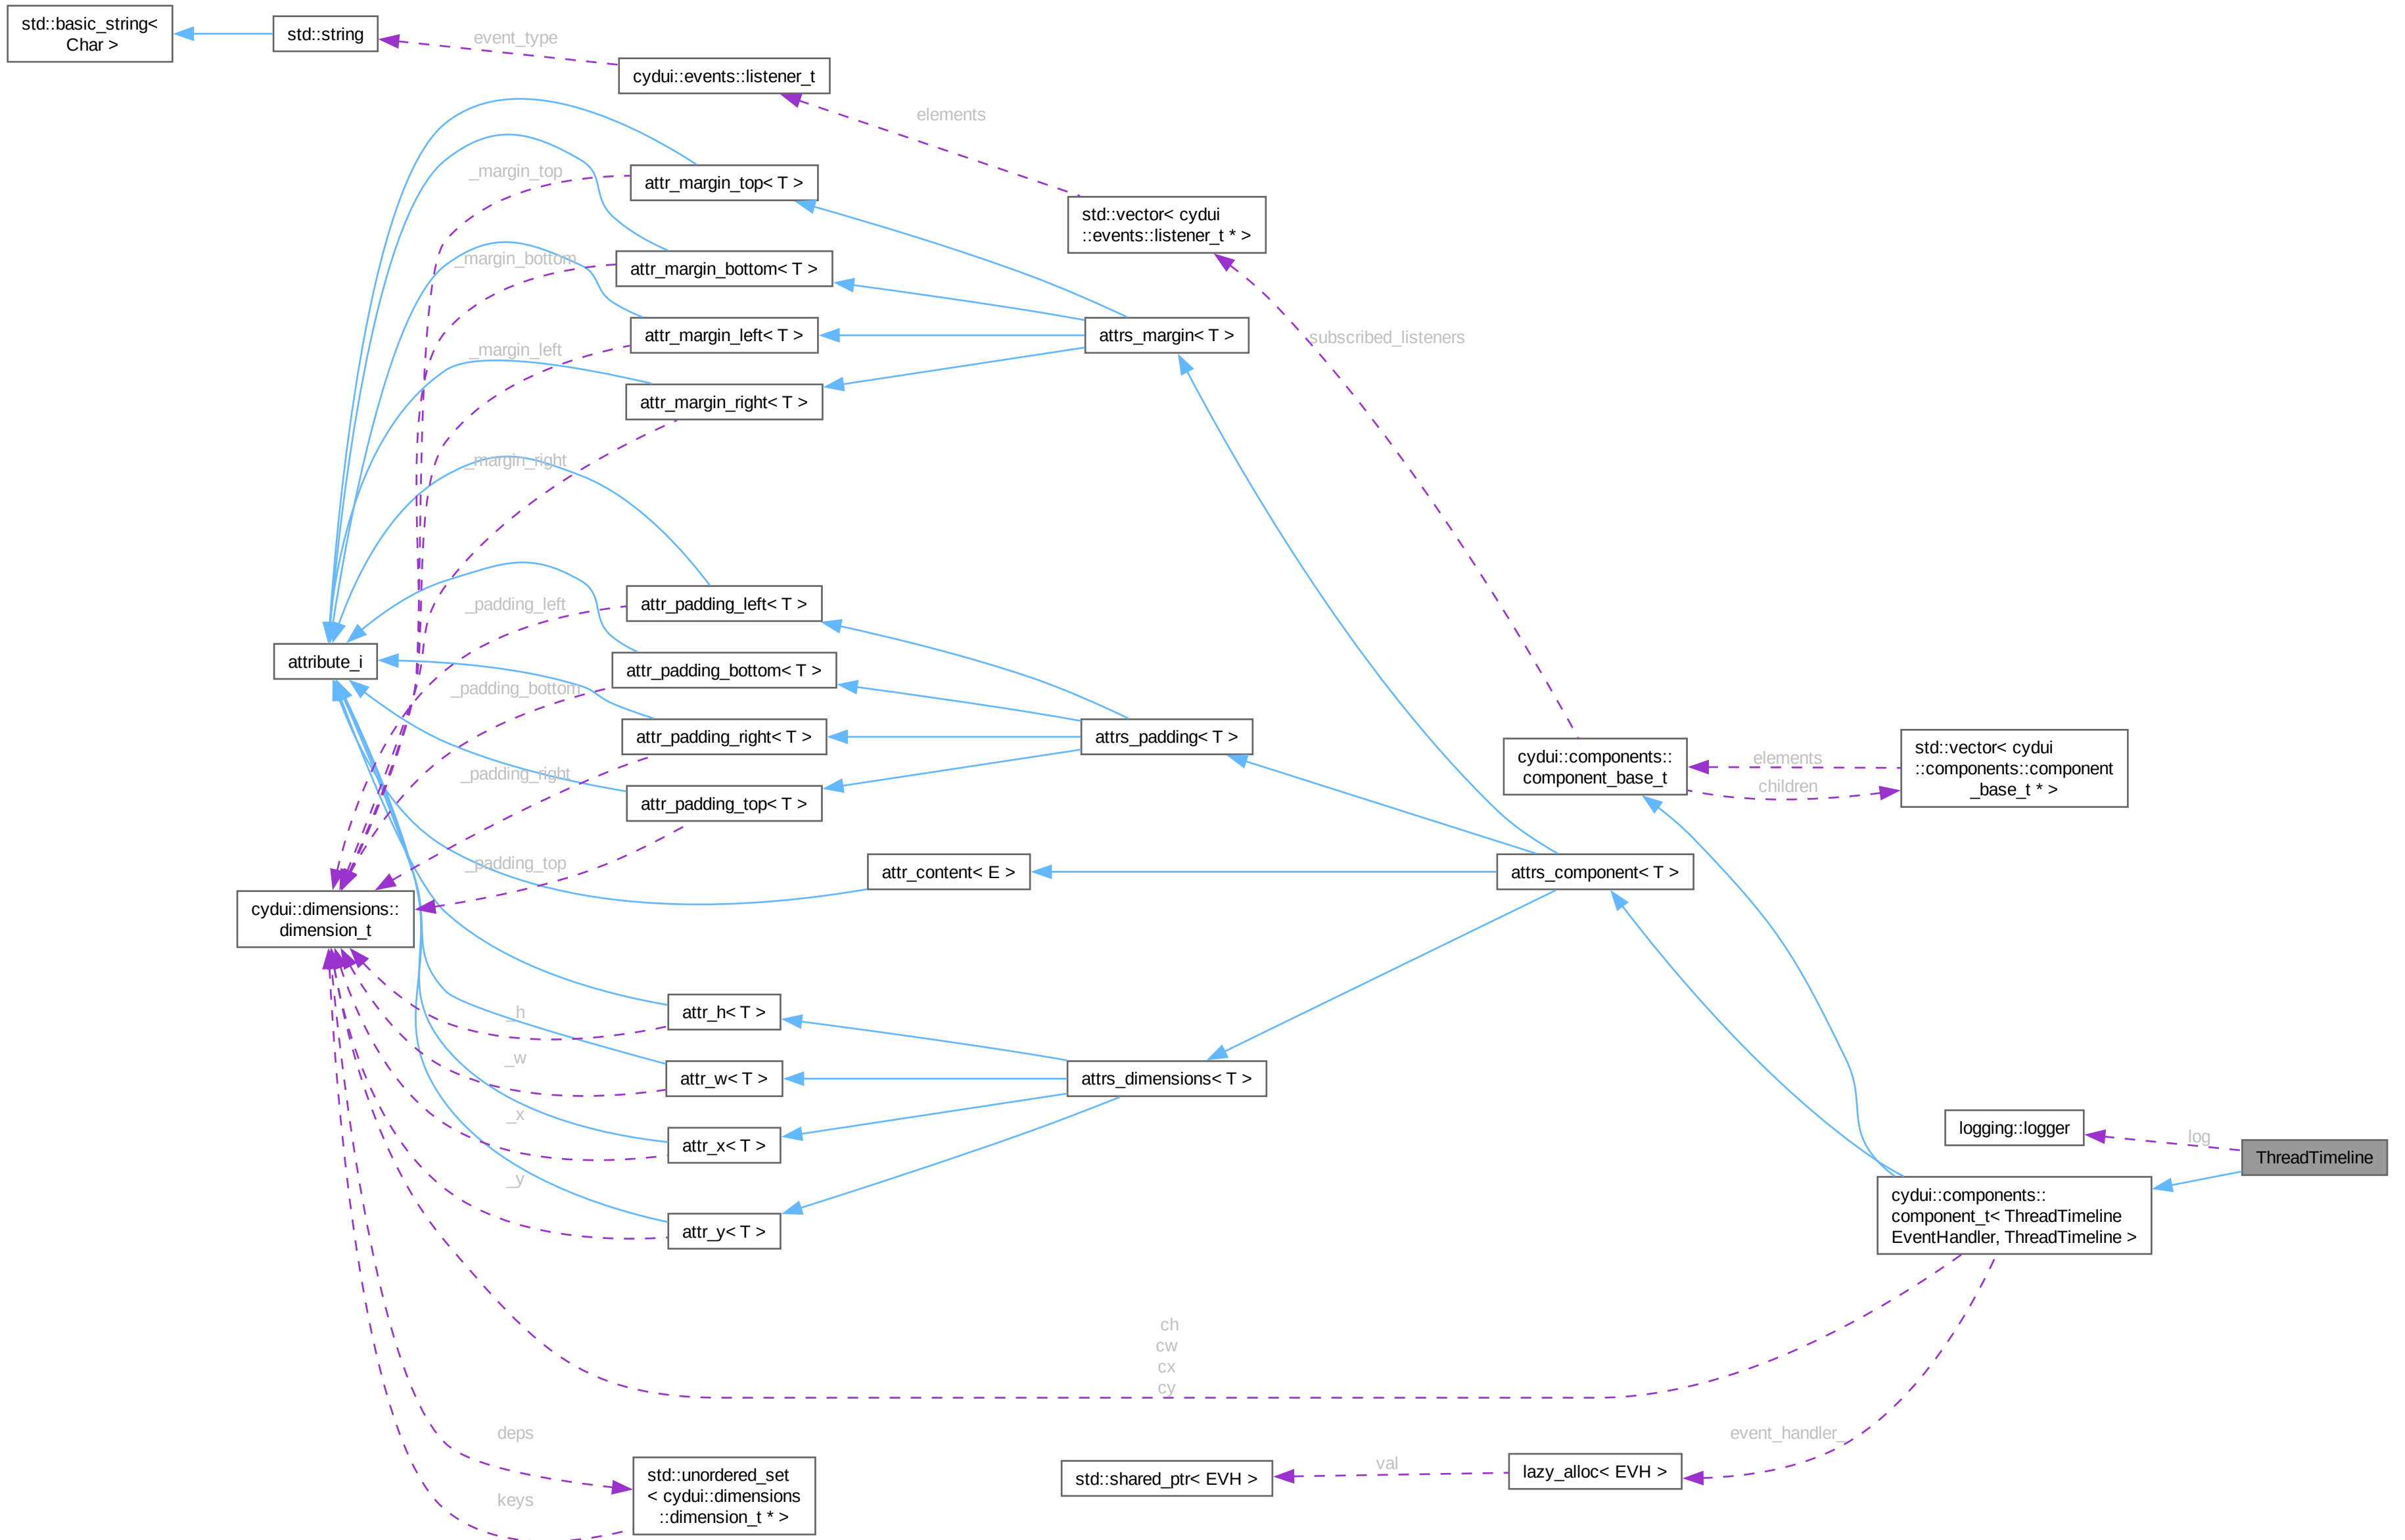 std::basic_string<
Char >
std::string
event_type
cydui::events::listener_t
elements
_margin_top
attr_margin_top< T >
std::vector< cydui
::events::listener_t * >
_margin_bottom
attr_margin_bottom< T >
attr_margin_left< T >
attrs_margin< T >
subscribed_listeners
_margin_left
attr_margin_right< T >
_margin_right
_padding_left
attr_padding_left< T >
attribute_i
attr_padding_bottom< T >
_padding_bottom
attr_padding_right< T >
attrs_padding< T >
cydui::components::
component_base_t
elements
children
std::vector< cydui
::components::component
_base_t * >
_padding_right
attr_padding_top< T >
_padding_top
attr_content< E >
attrs_component< T >
cydui::dimensions::
dimension_t
_h
attr_h< T >
_w
attr_w< T >
attrs_dimensions< T >
_x
attr_x< T >
logging::logger
log
ThreadTimeline
_y
attr_y< T >
cydui::components::
component_t< ThreadTimeline
EventHandler, ThreadTimeline >
ch
cw
cx
cy
deps
event_handler_
keys
std::unordered_set
< cydui::dimensions
::dimension_t * >
std::shared_ptr< EVH >
val
lazy_alloc< EVH >